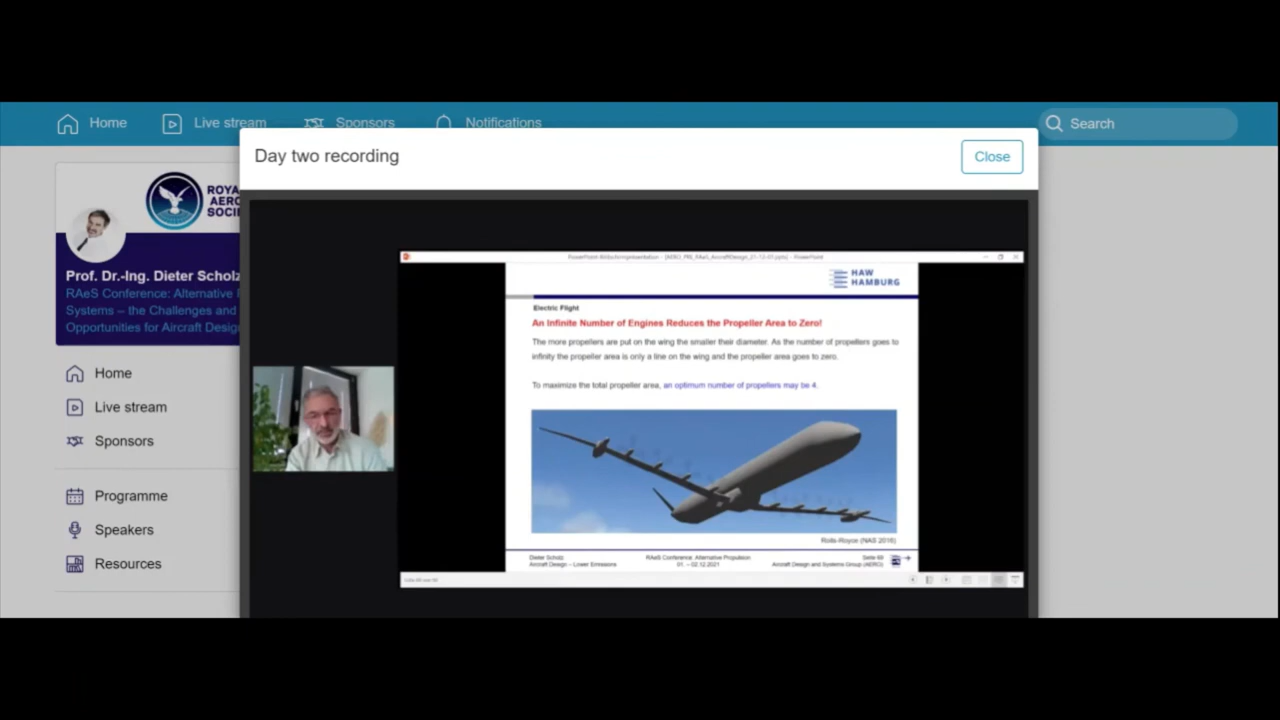 Home
Live stream
Sponsors
Notifications
Search
Day two recording
Close
ROYA
AERO
SOCIE
Prof. Dr.-Ing. Dieter Scholz
RAeS Conference: Alternative P
Systems – the Challenges and
Opportunities for Aircraft Desig
Home
Live stream
Sponsors
Programme
Speakers
Resources
HAW
HAMBURG
Electric Flight
An Infinite Number of Engines Reduces the Propeller Area to Zero!
The more propellers are put on the wing the smaller their diameter. As the number of propellers goes to
infinity the propeller area is only a line on the wing and the propeller area goes to zero.
To maximize the total propeller area, an optimum number of propellers may be 4.
Rolls-Royce (NAS 2016)
Dieter Scholz
Aircraft Design – Lower Emissions
RAeS Conference: Alternative Propulsion
01. – 02.12.2021
Seite 69
Aircraft Design and Systems Group (AERO)